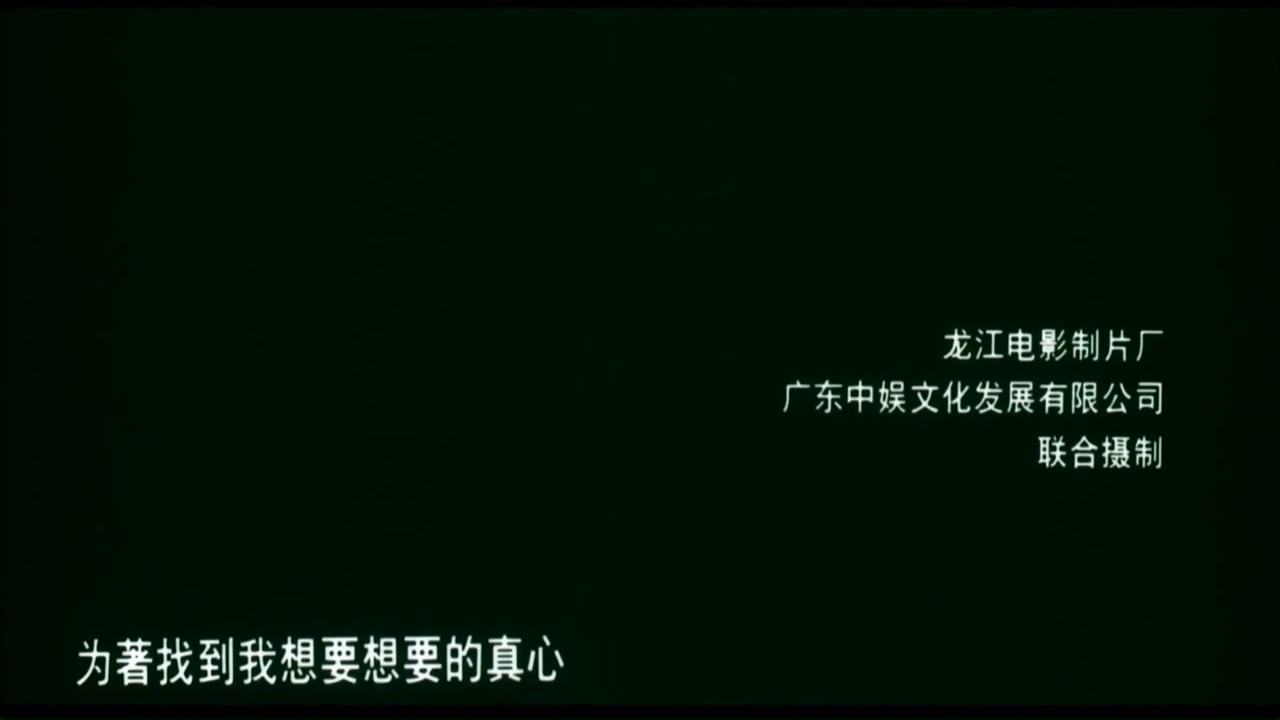 龙江电影制片厂
广东中娱文化发展有限公司
联合摄制
为著找到我想要想要的真心